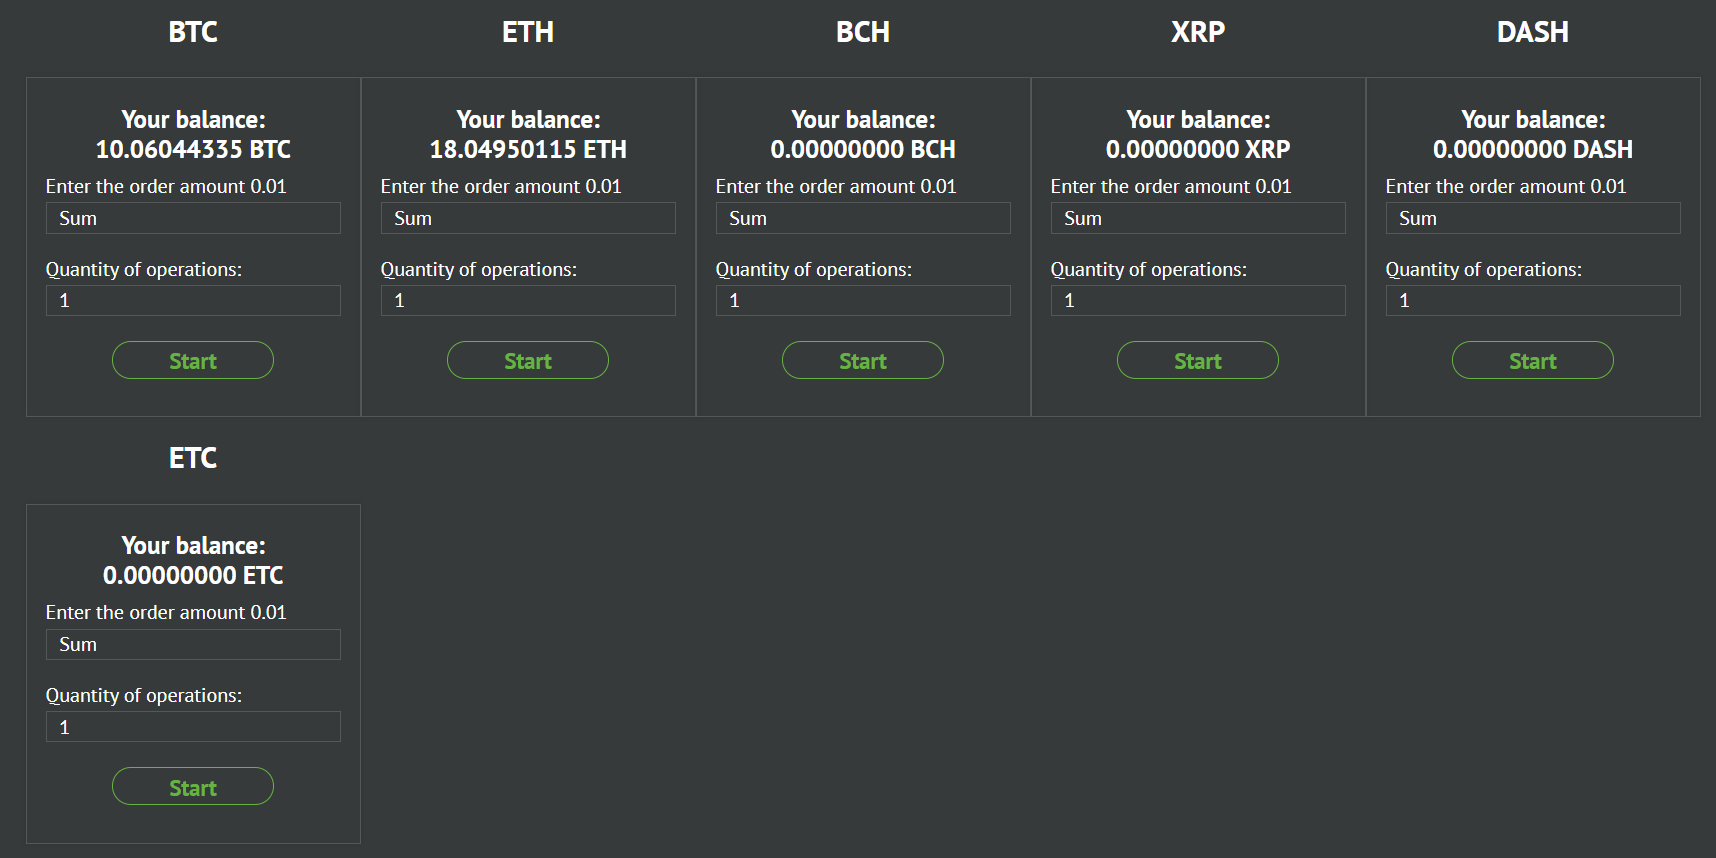 BTC
Your balance:
10.06044335 BTC
Enter the order amount 0.01
Sum
Quantity of operations:
1
Start
ETH
Your balance:
18.04950115 ETH
Enter the order amount 0.01
Sum
Quantity of operations:
1
Start
BCH
Your balance:
0.00000000 BCH
Enter the order amount 0.01
Sum
Quantity of operations:
1
Start
XRP
Your balance:
0.00000000 XRP
Enter the order amount 0.01
Sum
Quantity of operations:
1
Start
DASH
Your balance:
0.00000000 DASH
Enter the order amount 0.01
Sum
Quantity of operations:
1
Start
ETC
Your balance:
0.00000000 ETC
Enter the order amount 0.01
Sum
Quantity of operations:
1
Start